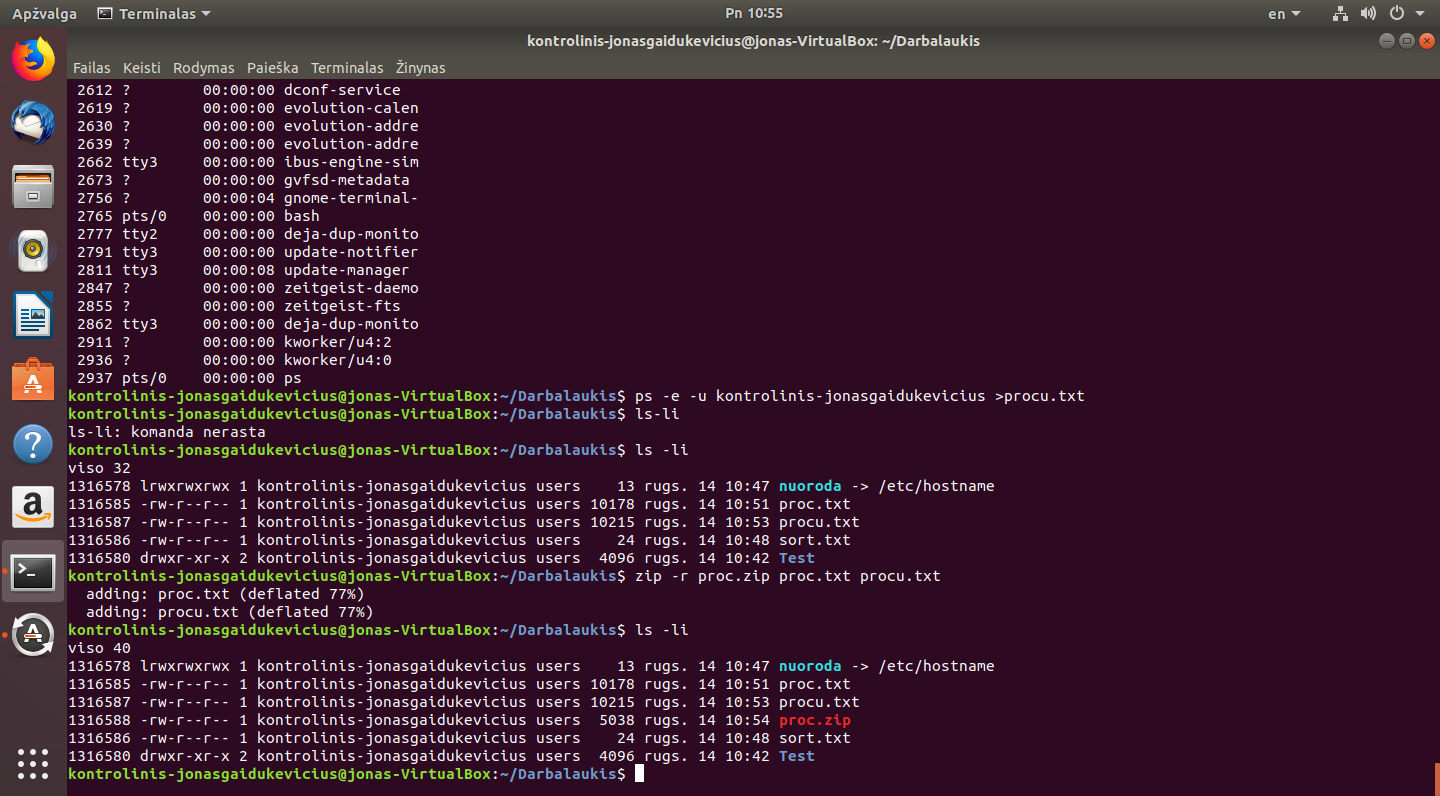 Apžvalga Terminalas Pn 10:55 en
kontrolinis-jonasgaidukevicius@jonas-VirtualBox: ~/Darbalaukis
Failas Keisti Rodymas Paieška Terminalas Žinynas
2612 ? 00:00:00 dconf-service
2619 ? 00:00:00 evolution-calen
2630 ? 00:00:00 evolution-addre
2639 ? 00:00:00 evolution-addre
2662 tty3 00:00:00 ibus-engine-sim
2673 ? 00:00:00 gvfsd-metadata
2756 ? 00:00:04 gnome-terminal-
2765 pts/0 00:00:00 bash
2777 tty2 00:00:00 deja-dup-monito
2791 tty3 00:00:00 update-notifier
2811 tty3 00:00:08 update-manager
2847 ? 00:00:00 zeitgeist-daemo
2855 ? 00:00:00 zeitgeist-fts
2862 tty3 00:00:00 deja-dup-monito
2911 ? 00:00:00 kworker/u4:2
2936 ? 00:00:00 kworker/u4:0
2937 pts/0 00:00:00 ps
kontrolinis-jonasgaidukevicius@jonas-VirtualBox:~/Darbalaukis$ ps -e -u kontrolinis-jonasgaidukevicius >procu.txt
kontrolinis-jonasgaidukevicius@jonas-VirtualBox:~/Darbalaukis$ ls-li
ls-li: komanda nerasta
kontrolinis-jonasgaidukevicius@jonas-VirtualBox:~/Darbalaukis$ ls -li
viso 32
1316578 lrwxrwxrwx 1 kontrolinis-jonasgaidukevicius users 13 rugs. 14 10:47 nuoroda -> /etc/hostname
1316585 -rw-r--r-- 1 kontrolinis-jonasgaidukevicius users 10178 rugs. 14 10:51 proc.txt
1316587 -rw-r--r-- 1 kontrolinis-jonasgaidukevicius users 10215 rugs. 14 10:53 procu.txt
1316586 -rw-r--r-- 1 kontrolinis-jonasgaidukevicius users 24 rugs. 14 10:48 sort.txt
1316580 drwxr-xr-x 2 kontrolinis-jonasgaidukevicius users 4096 rugs. 14 10:42 Test
kontrolinis-jonasgaidukevicius@jonas-VirtualBox:~/Darbalaukis$ zip -r proc.zip proc.txt procu.txt
adding: proc.txt (deflated 77%)
adding: procu.txt (deflated 77%)
kontrolinis-jonasgaidukevicius@jonas-VirtualBox:~/Darbalaukis$ ls -li
viso 40
1316578 lrwxrwxrwx 1 kontrolinis-jonasgaidukevicius users 13 rugs. 14 10:47 nuoroda -> /etc/hostname
1316585 -rw-r--r-- 1 kontrolinis-jonasgaidukevicius users 10178 rugs. 14 10:51 proc.txt
1316587 -rw-r--r-- 1 kontrolinis-jonasgaidukevicius users 10215 rugs. 14 10:53 procu.txt
1316588 -rw-r--r-- 1 kontrolinis-jonasgaidukevicius users 5038 rugs. 14 10:54 proc.zip
1316586 -rw-r--r-- 1 kontrolinis-jonasgaidukevicius users 24 rugs. 14 10:48 sort.txt
1316580 drwxr-xr-x 2 kontrolinis-jonasgaidukevicius users 4096 rugs. 14 10:42 Test
kontrolinis-jonasgaidukevicius@jonas-VirtualBox:~/Darbalaukis$